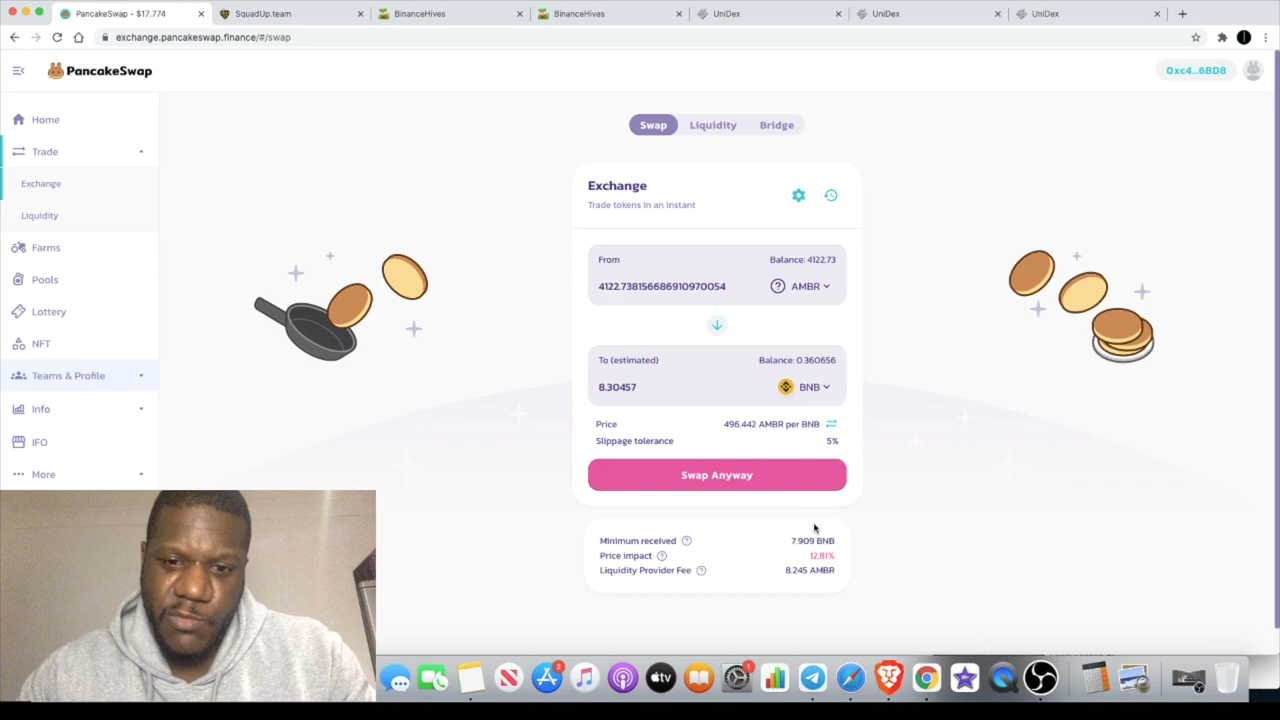 PancakeSwap - $17.774
SquadUp.team
BinanceHives
BinanceHives
UniDex
UniDex
UniDex
exchange.pancakeswap.finance/#/swap
PancakeSwap
0xc4...6BD8
Home
Trade
Exchange
Liquidity
Farms
Pools
Lottery
NFT
Teams & Profile
Info
IFO
More
Swap Liquidity Bridge
Exchange
Trade tokens in an instant
From Balance: 4122.73
4122.738156686910970054 AMBR
To (estimated) Balance: 0.360656
8.30457 BNB
Price 496.442 AMBR per BNB
Slippage tolerance 5%
Swap Anyway
Minimum received 7.909 BNB
Price impact 12.81%
Liquidity Provider Fee 8.245 AMBR
2
tv
1